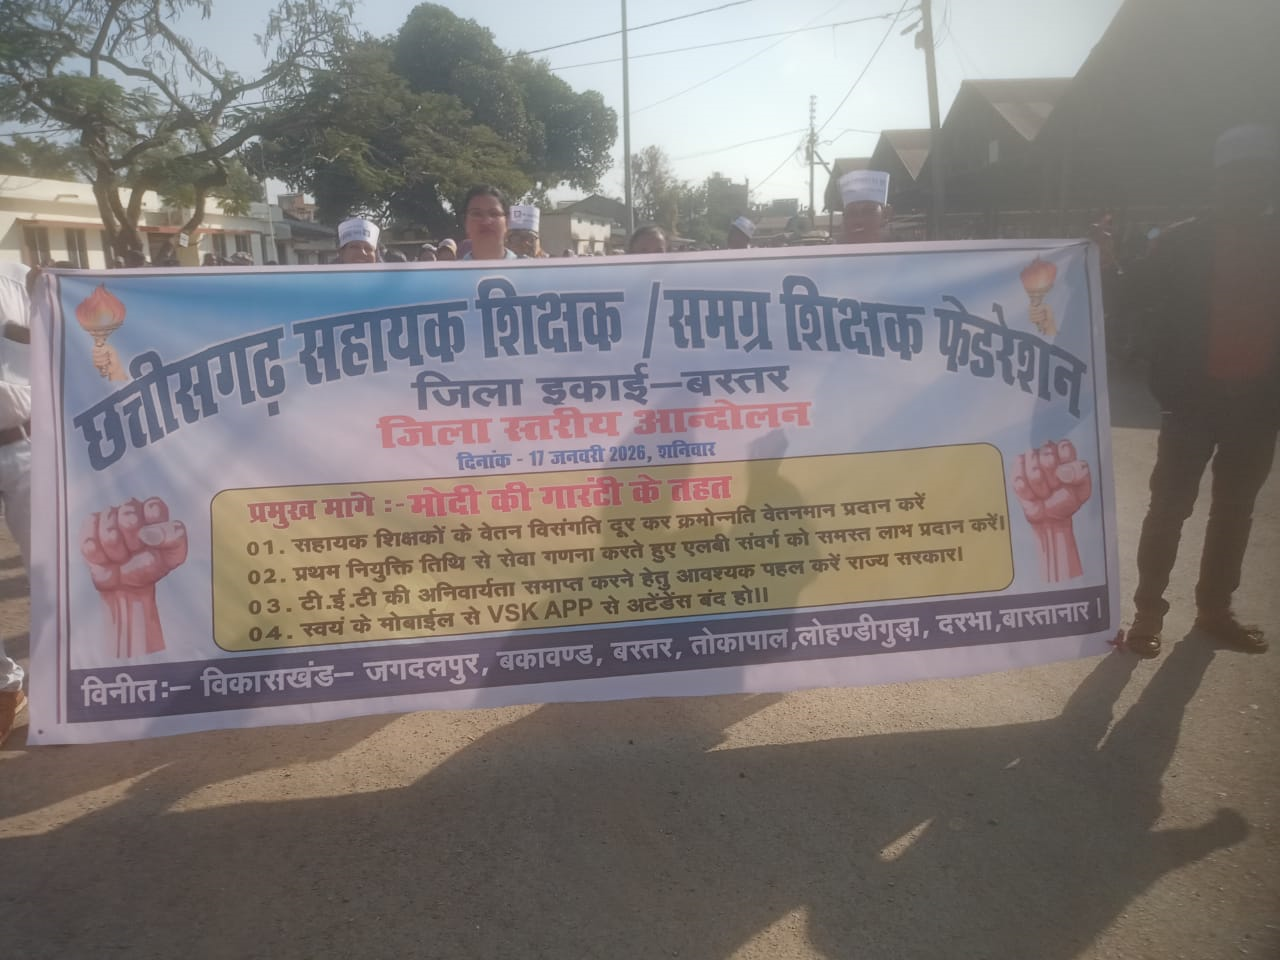 छत्तीसगढ़ सहायक शिक्षक / समग्र शिक्षक फेडरेशन
जिला इकाई–बस्तर
जिला स्तरीय आन्दोलन
दिनांक - 17 जनवरी 2026, शनिवार
प्रमुख मागे :- मोदी की गारंटी के तहत
01. सहायक शिक्षकों के वेतन विसंगति दूर कर क्रमोन्नति वेतनमान प्रदान करें
02. प्रथम नियुक्ति तिथि से सेवा गणना करते हुए एलबी संवर्ग को समस्त लाभ प्रदान करें।
03. टी.ई.टी की अनिवार्यता समाप्त करने हेतु आवश्यक पहल करें राज्य सरकार।
04. स्वयं के मोबाईल से VSK APP से अटेंडेंस बंद हो।।
विनीत:– विकासखंड– जगदलपुर, बकावण्ड, बस्तर, तोकापाल,लोहण्डीगुड़ा, दरभा,बास्तानार।